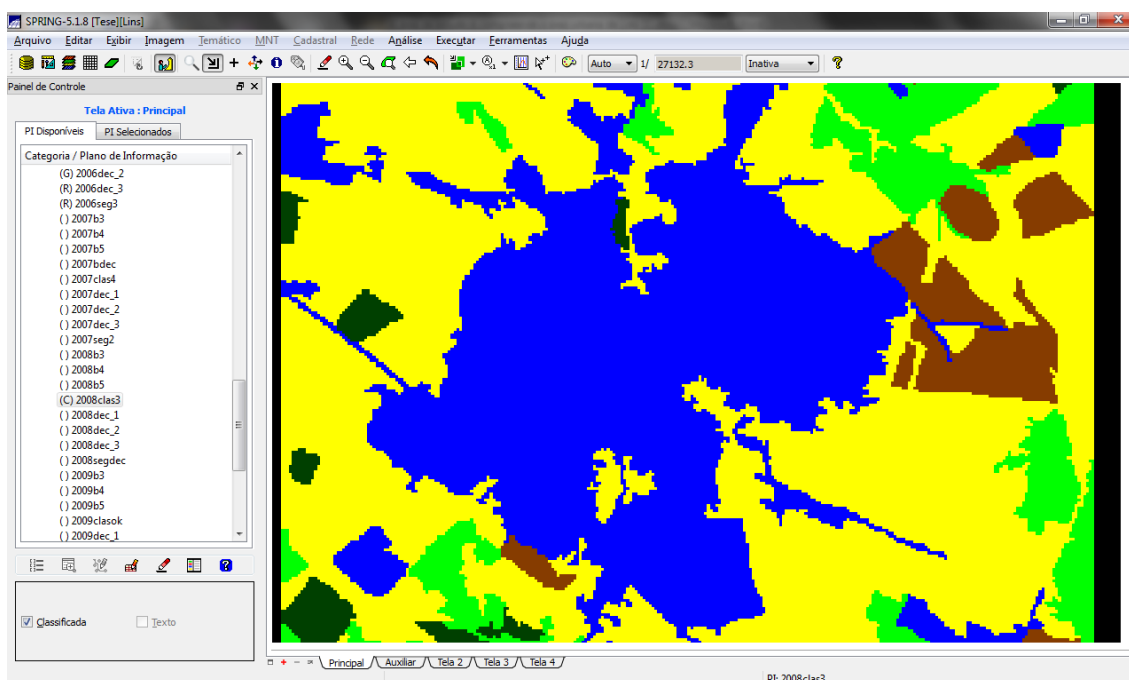 SPRING-5.1.8 [Tese][Lins]
Arquivo Editar Exibir Imagem Temático MNT Cadastral Rede Análise Executar Ferramentas Ajuda
Auto 1/ 27132.3 Inativa
Painel de Controle
Tela Ativa : Principal
PI Disponíveis PI Selecionados
Categoria / Plano de Informação
(G) 2006dec_2
(R) 2006dec_3
(R) 2006seg3
( ) 2007b3
( ) 2007b4
( ) 2007b5
( ) 2007bdec
( ) 2007clas4
( ) 2007dec_1
( ) 2007dec_2
( ) 2007dec_3
( ) 2007seg2
( ) 2008b3
( ) 2008b4
( ) 2008b5
(C) 2008clas3
( ) 2008dec_1
( ) 2008dec_2
( ) 2008dec_3
( ) 2008segdec
( ) 2009b3
( ) 2009b4
( ) 2009b5
( ) 2009clasok
( ) 2009dec_1
Classificada Texto
Principal Auxiliar Tela 2 Tela 3 Tela 4
PI: 2008clas3